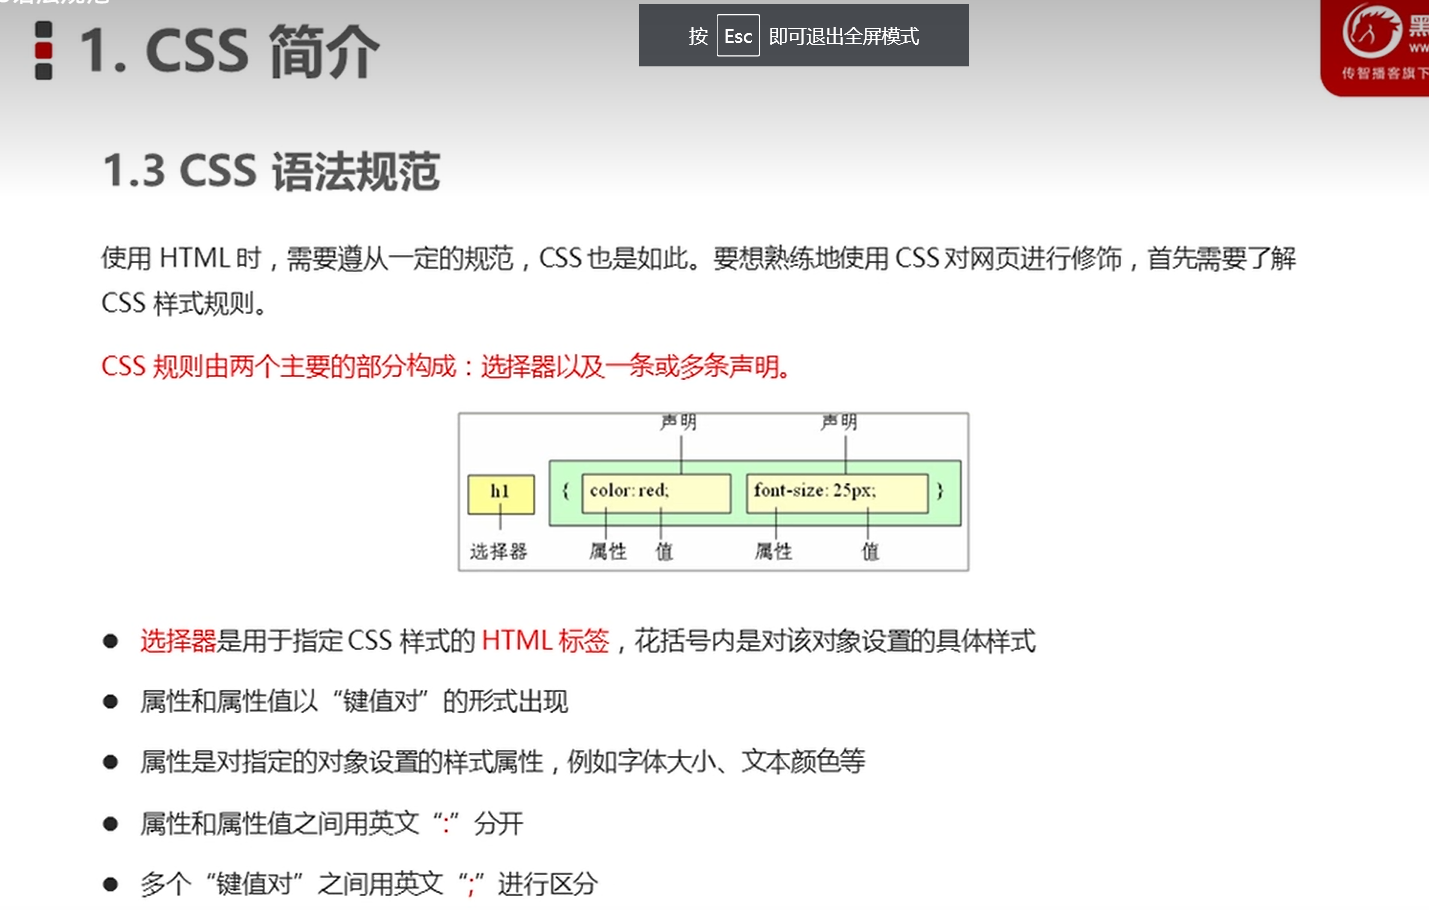 1. CSS 简介
按 Esc 即可退出全屏模式
黑
传智播客旗下
1.3 CSS 语法规范
使用 HTML 时，需要遵从一定的规范，CSS 也是如此。要想熟练地使用 CSS 对网页进行修饰，首先需要了解
CSS 样式规则。
CSS 规则由两个主要的部分构成：选择器以及一条或多条声明。
声明 声明
h1 { color: red; font-size: 25px; }
选择器 属性 值 属性 值
● 选择器是用于指定 CSS 样式的 HTML 标签，花括号内是对该对象设置的具体样式
● 属性和属性值以“键值对”的形式出现
● 属性是对指定的对象设置的样式属性，例如字体大小、文本颜色等
● 属性和属性值之间用英文“:”分开
● 多个“键值对”之间用英文“;”进行区分